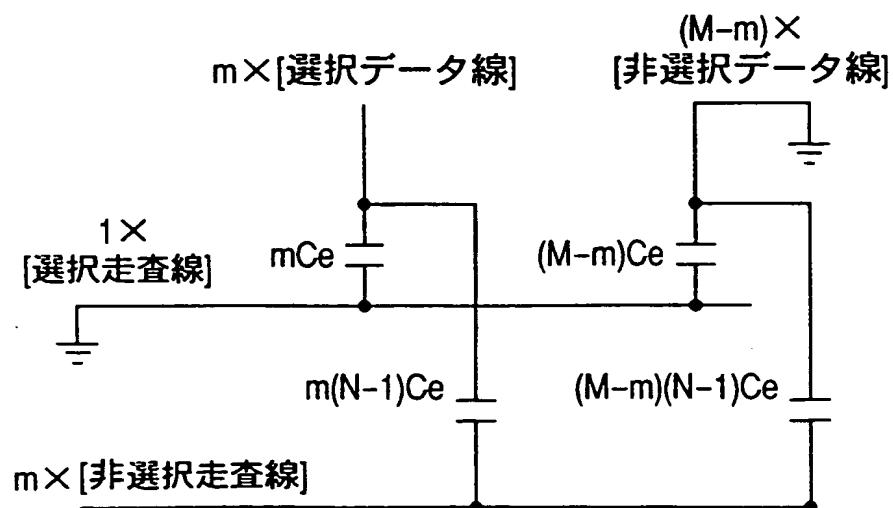 (M-m)×
m×[選択データ線]
[非選択データ線]
1×
[選択走査線]
mCe
(M-m)Ce
m(N-1)Ce
(M-m)(N-1)Ce
m×[非選択走査線]